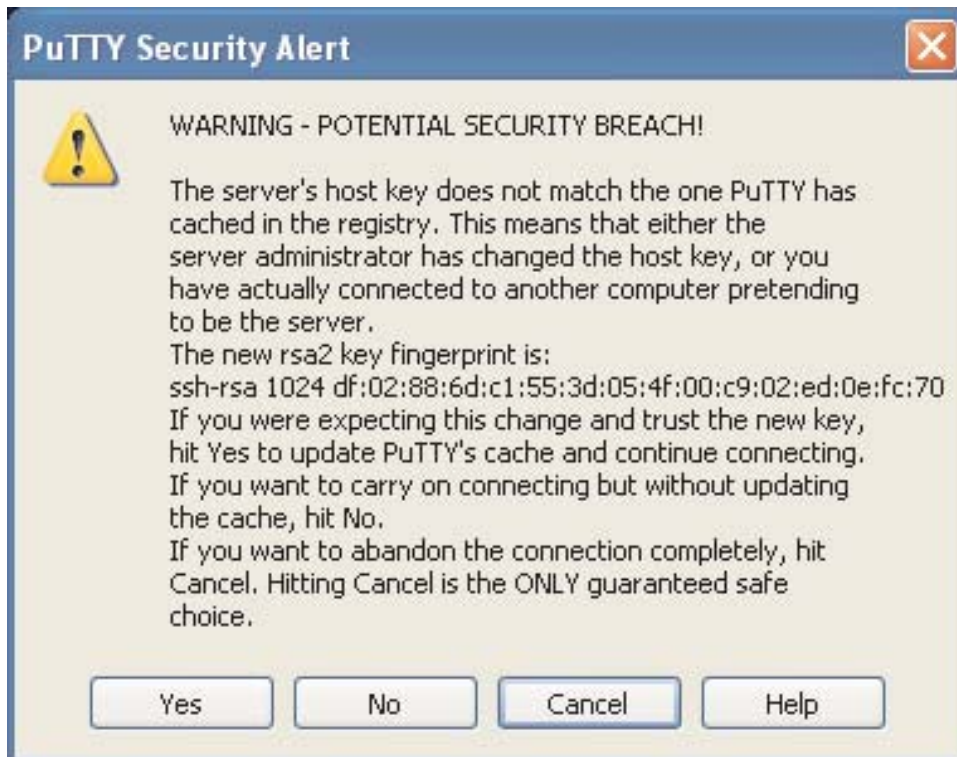 PuTTY Security Alert
WARNING - POTENTIAL SECURITY BREACH!
The server's host key does not match the one PuTTY has
cached in the registry. This means that either the
server administrator has changed the host key, or you
have actually connected to another computer pretending
to be the server.
The new rsa2 key fingerprint is:
ssh-rsa 1024 df:02:88:6d:c1:55:3d:05:4f:00:c9:02:ed:0e:fc:70
If you were expecting this change and trust the new key,
hit Yes to update PuTTY's cache and continue connecting.
If you want to carry on connecting but without updating
the cache, hit No.
If you want to abandon the connection completely, hit
Cancel. Hitting Cancel is the ONLY guaranteed safe
choice.
Yes No Cancel Help